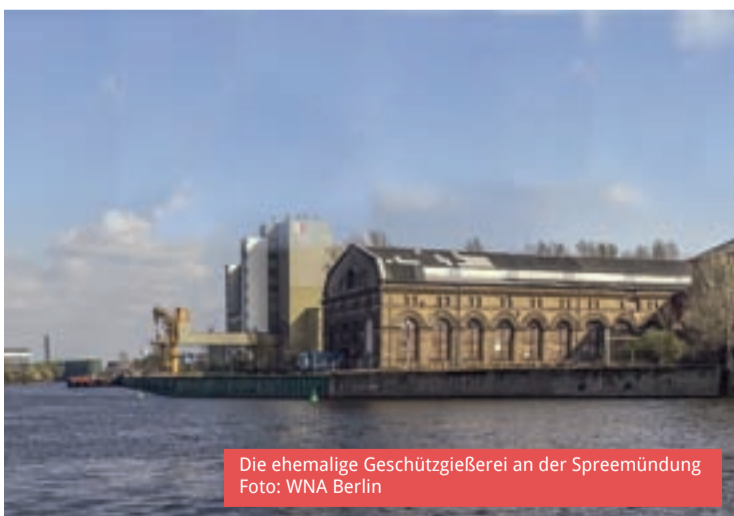 Die ehemalige Geschützgießerei an der Spreemündung
Foto: WNA Berlin